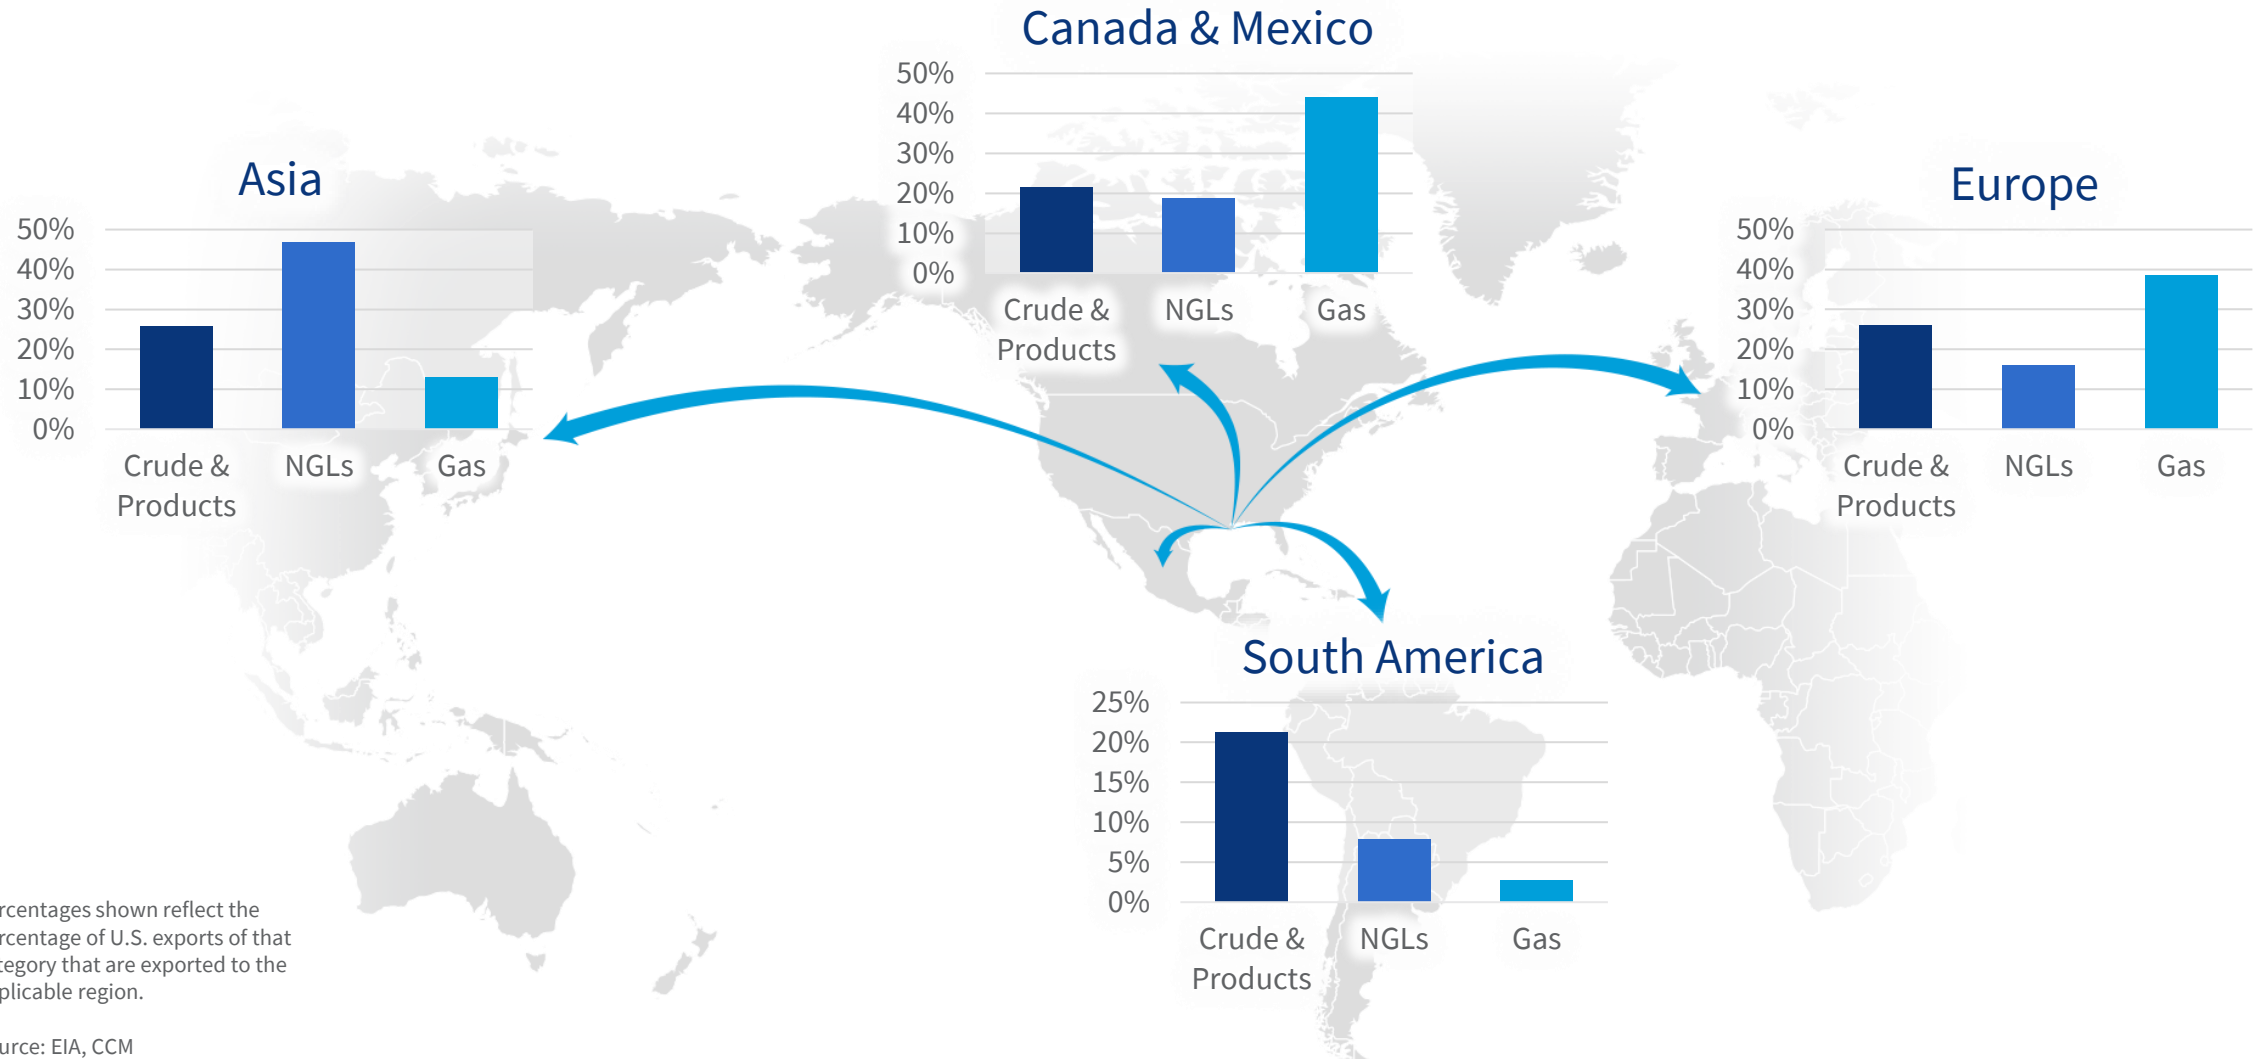 Canada & Mexico
50%
40%
30%
20%
10%
0%
Crude &
Products
NGLs
Gas
Asia
50%
40%
30%
20%
10%
0%
Crude &
Products
NGLs
Gas
Europe
50%
40%
30%
20%
10%
0%
Crude &
Products
NGLs
Gas
South America
25%
20%
15%
10%
5%
0%
Crude &
Products
NGLs
Gas
rcentages shown reflect the
rcentage of U.S. exports of that
tegory that are exported to the
plicable region.
urce: EIA, CCM